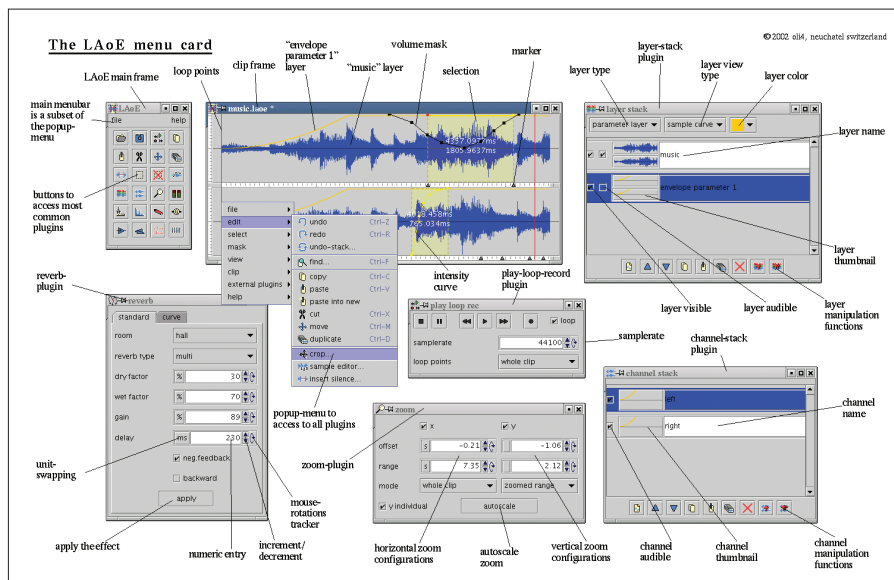 The LAoE menu card
© 2002 oli4, neuchatel switzerland
LAoE main frame
loop points
clip frame
"envelope
parameter 1"
layer
"music" layer
volume mask
selection
marker
layer type
layer-stack
plugin
layer view
type
layer color
main menubar
is a subset of
the popup-
menu
LAoE
file
help
music.laoe *
4397.0997ms
1805.9637ms
layer stack
parameter layer
sample curve
layer name
music
envelope parameter 1
buttons to
access most
common
plugins
file
edit
select
mask
view
clip
external plugins
help
undo Ctrl-Z
redo Ctrl-R
undo-stack...
find... Ctrl-F
copy Ctrl-C
paste Ctrl-V
paste into new
cut Ctrl-X
move Ctrl-M
duplicate Ctrl-D
crop...
sample editor...
insert silence...
765.034ms
intensity
curve
play-loop-record
plugin
layer visible
layer audible
layer
thumbnail
layer
manipulation
functions
reverb-
plugin
reverb
standard
curve
room
hall
reverb type
multi
dry factor
%
30
wet factor
%
70
gain
%
89
delay
ms
230
neg.feedback
backward
apply
play loop rec
loop
samplerate
44100
loop points
whole clip
samplerate
channel-stack
plugin
channel stack
left
right
channel
name
popup-menu to
access to all plugins
zoom-plugin
zoom
x
y
offset
s
-0.21
-1.06
range
s
7.35
2.12
mode
whole clip
zoomed range
y individual
autoscale
unit-
swapping
apply the effect
numeric entry
increment/
decrement
mouse-
rotations
tracker
horizontal zoom
configurations
autoscale
zoom
vertical zoom
configurations
channel
audible
channel
thumbnail
channel
manipulation
functions